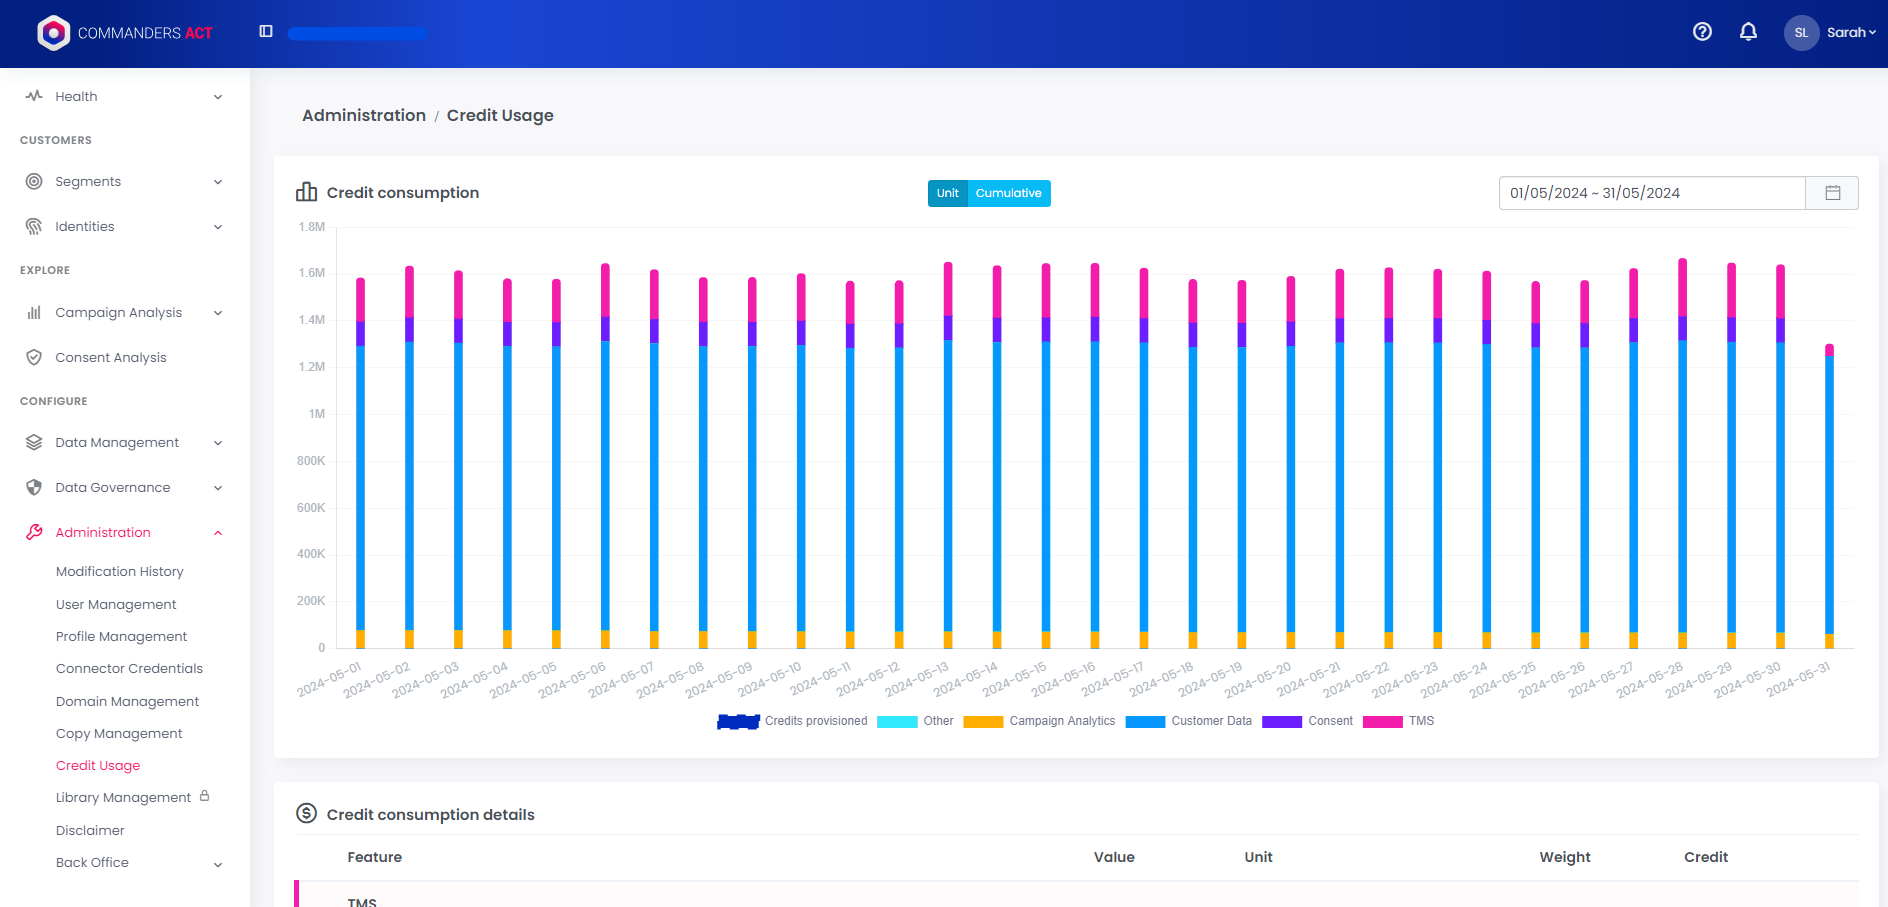 COMMANDERS ACT
SL Sarah
Health
CUSTOMERS
Segments
Identities
EXPLORE
Campaign Analysis
Consent Analysis
CONFIGURE
Data Management
Data Governance
Administration
Modification History
User Management
Profile Management
Connector Credentials
Domain Management
Copy Management
Credit Usage
Library Management
Disclaimer
Back Office
Administration / Credit Usage
Credit consumption
Unit Cumulative
01/05/2024 ~ 31/05/2024
1.8M
1.6M
1.4M
1.2M
1M
800K
600K
400K
200K
0
2024-05-01 2024-05-02 2024-05-03 2024-05-04 2024-05-05 2024-05-06 2024-05-07 2024-05-08 2024-05-09 2024-05-10 2024-05-11 2024-05-12 2024-05-13 2024-05-14 2024-05-15 2024-05-16 2024-05-17 2024-05-18 2024-05-19 2024-05-20 2024-05-21 2024-05-22 2024-05-23 2024-05-24 2024-05-25 2024-05-26 2024-05-27 2024-05-28 2024-05-29 2024-05-30 2024-05-31
Credits provisioned Other Campaign Analytics Customer Data Consent TMS
Credit consumption details
Feature Value Unit Weight Credit
TMS